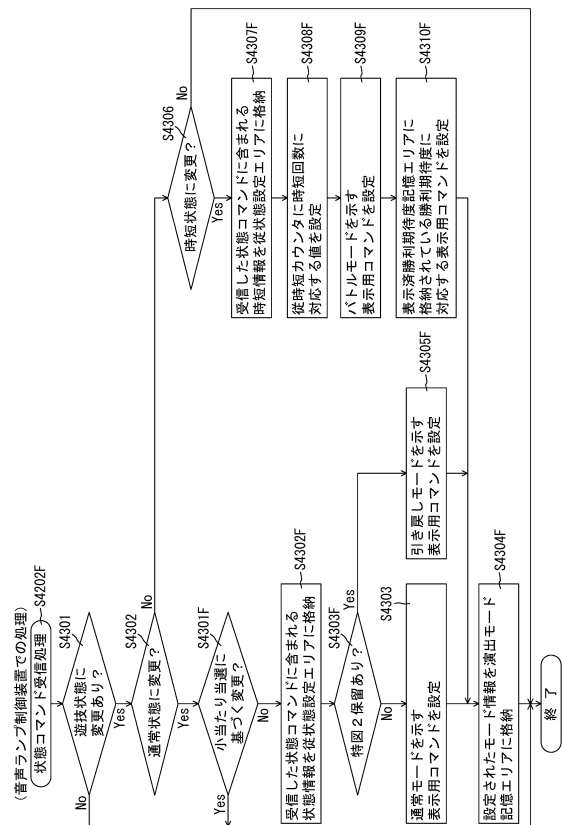 (音声ランプ制御装置での処理)
状態コマンド受信処理
S4202F
遊技状態に
変更あり?
S4301
No
Yes
通常状態に変更?
S4302
No
Yes
小当たり当選に
基づく変更?
S4301F
Yes
No
受信した状態コマンドに含まれる
状態情報を従状態設定エリアに格納
S4302F
特図2保留あり?
S4303F
Yes
No
通常モードを示す
表示用コマンドを設定
S4303
引き戻しモードを示す
表示用コマンドを設定
S4305F
設定されたモード情報を演出モード
記憶エリアに格納
S4304F
時短状態に変更?
S4306
No
Yes
受信した状態コマンドに含まれる
時短情報を従状態設定エリアに格納
S4307F
従時短カウンタに時短回数に
対応する値を設定
S4308F
バトルモードを示す
表示用コマンドを設定
S4309F
表示済勝利期待度記憶エリアに
格納されている勝利期待度に
対応する表示用コマンドを設定
S4310F
終了